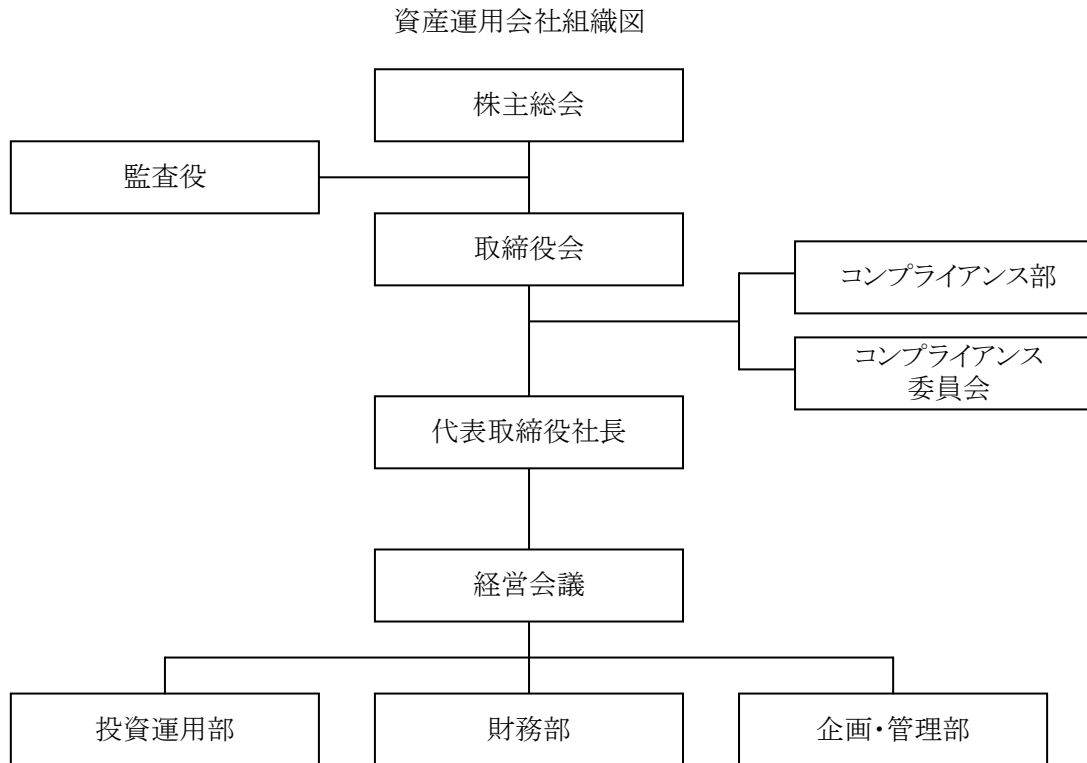 資産運用会社組織図
株主総会
監査役
取締役会
コンプライアンス部
コンプライアンス
委員会
代表取締役社長
経営会議
投資運用部
財務部
企画・管理部